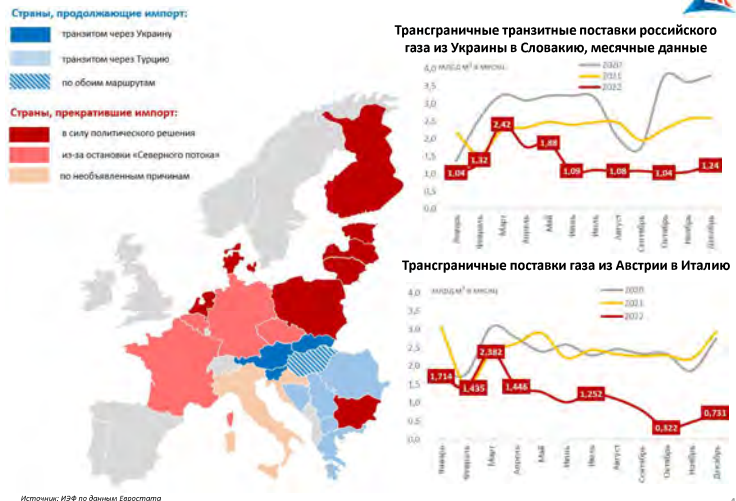 Страны, продолжающие импорт:
транзитом через Украину
транзитом через Турцию
по обоим маршрутам
Страны, прекратившие импорт:
в силу политического решения
из-за остановки «Северного потока»
по необъявленным причинам
Трансграничные транзитные поставки российского
газа из Украины в Словакию, месячные данные
млрд м³ в месяц
2020
2021
2022
4,0
3,5
3,0
2,5
2,0
1,5
1,0
0,5
0,0
1,04
1,32
2,42
1,88
1,09
1,08
1,04
1,24
Январь
Февраль
Март
Апрель
Май
Июнь
Июль
Август
Сентябрь
Октябрь
Ноябрь
Декабрь
Трансграничные поставки газа из Австрии в Италию
млрд м³ в месяц
2020
2021
2022
4,0
3,5
3,0
2,5
2,0
1,5
1,0
0,5
0,0
1,714
1,435
2,382
1,446
1,252
0,322
0,731
Январь
Февраль
Март
Апрель
Май
Июнь
Июль
Август
Сентябрь
Октябрь
Ноябрь
Декабрь
Источник: ИЭФ по данным Евростата